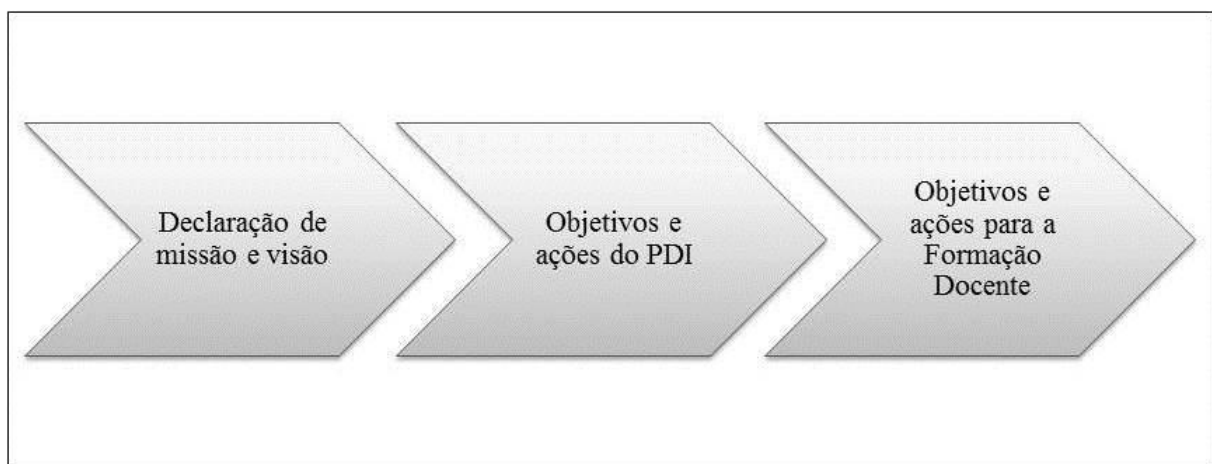 Declaração de
missão e visão
Objetivos e
ações do PDI
Objetivos e
ações para a
Formação
Docente